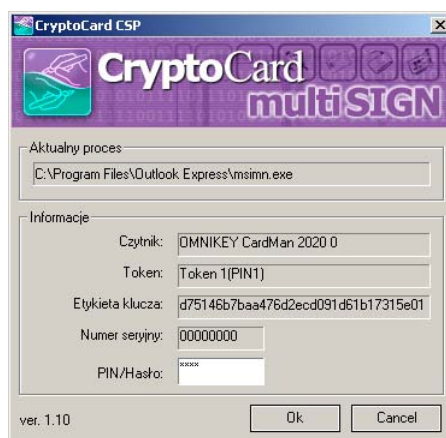 CryptoCard CSP
CryptoCard
multiSIGN
Aktualny proces
C:\Program Files\Outlook Express\msimn.exe
Informacje
Czytnik: OMNIKEY CardMan 2020 0
Token: Token 1(PIN1)
Etykieta klucza: d75146b7baa476d2ecd091d61b17315e01
Numer seryjny: 00000000
PIN/Hasło: xxxx
ver. 1.10 Ok Cancel